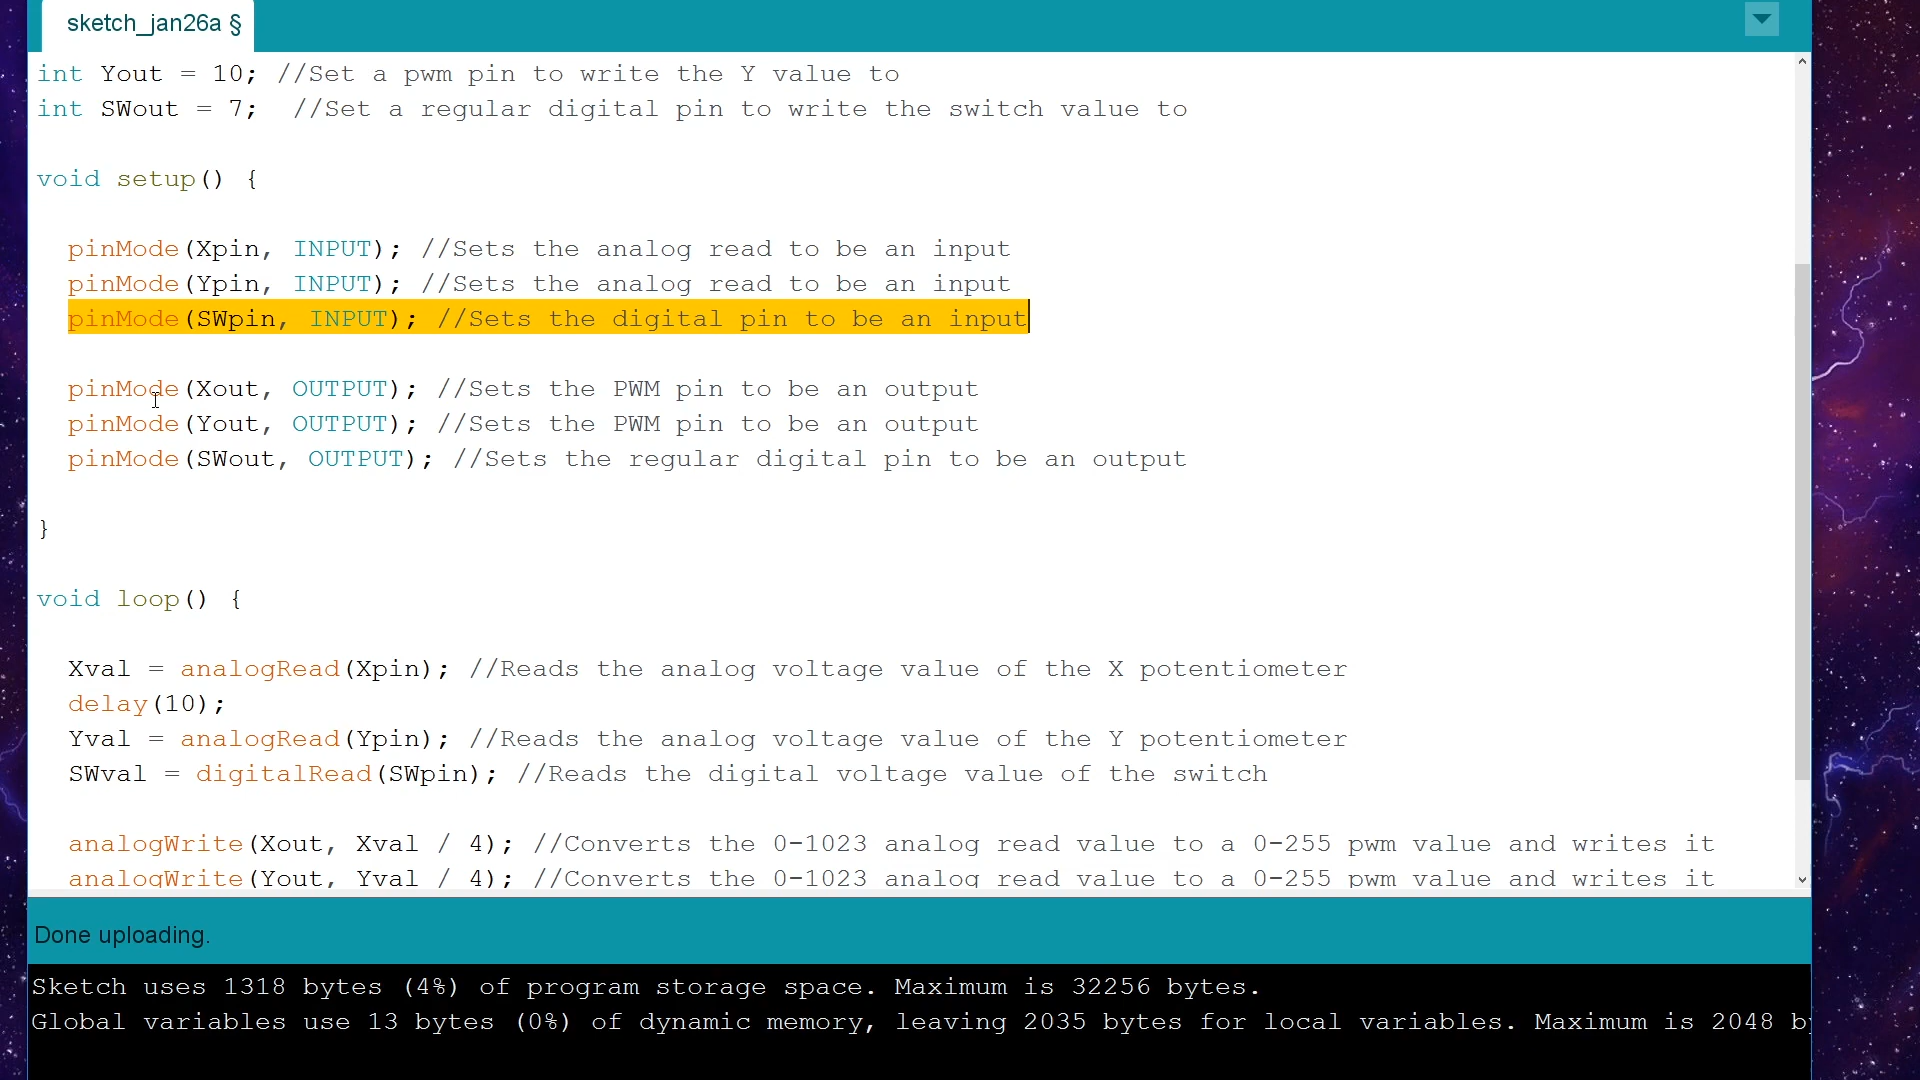 sketch_jan26a §
int Yout = 10; //Set a pwm pin to write the Y value to
int SWout = 7;  //Set a regular digital pin to write the switch value to
void setup() {
pinMode(Xpin, INPUT); //Sets the analog read to be an input
pinMode(Ypin, INPUT); //Sets the analog read to be an input
pinMode(SWpin, INPUT); //Sets the digital pin to be an input
pinMode(Xout, OUTPUT); //Sets the PWM pin to be an output
pinMode(Yout, OUTPUT); //Sets the PWM pin to be an output
pinMode(SWout, OUTPUT); //Sets the regular digital pin to be an output
}
void loop() {
Xval = analogRead(Xpin); //Reads the analog voltage value of the X potentiometer
delay(10);
Yval = analogRead(Ypin); //Reads the analog voltage value of the Y potentiometer
SWval = digitalRead(SWpin); //Reads the digital voltage value of the switch
analogWrite(Xout, Xval / 4); //Converts the 0-1023 analog read value to a 0-255 pwm value and writes it
analogWrite(Yout, Yval / 4); //Converts the 0-1023 analog read value to a 0-255 pwm value and writes it
Done uploading.
Sketch uses 1318 bytes (4%) of program storage space. Maximum is 32256 bytes.
Global variables use 13 bytes (0%) of dynamic memory, leaving 2035 bytes for local variables. Maximum is 2048 by